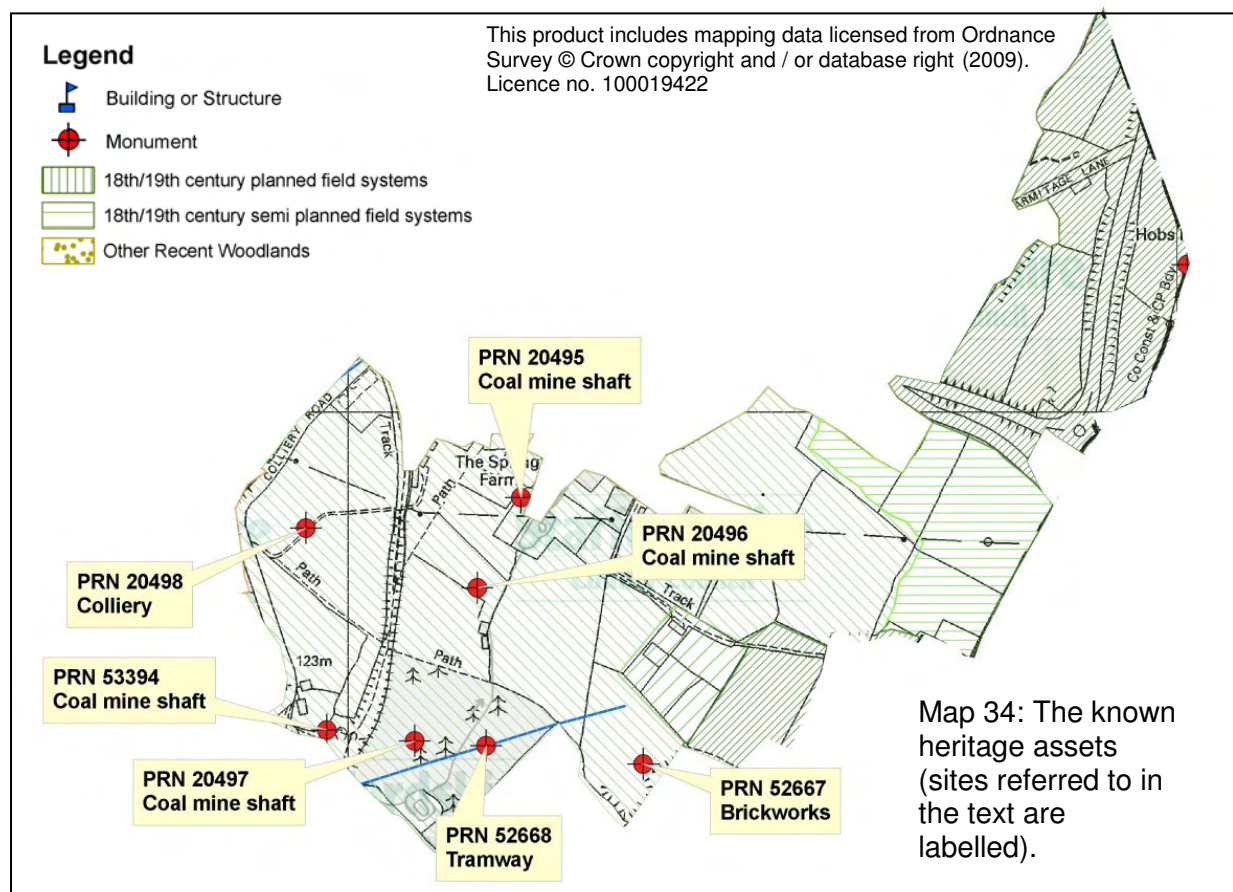 This product includes mapping data licensed from Ordnance
Survey © Crown copyright and / or database right (2009).
Licence no. 100019422
Legend
Building or Structure
Monument
18th/19th century planned field systems
18th/19th century semi planned field systems
Other Recent Woodlands
ARMITAGE LANE
Hobs
Co Const & CP Bdy
PRN 20495
Coal mine shaft
COLLIERY ROAD
Track
The Spring
Farm
Path
PRN 20496
Coal mine shaft
PRN 20498
Colliery
Path
Track
123m
Path
PRN 53394
Coal mine shaft
PRN 20497
Coal mine shaft
PRN 52668
Tramway
PRN 52667
Brickworks
Map 34: The known
heritage assets
(sites referred to in
the text are
labelled).